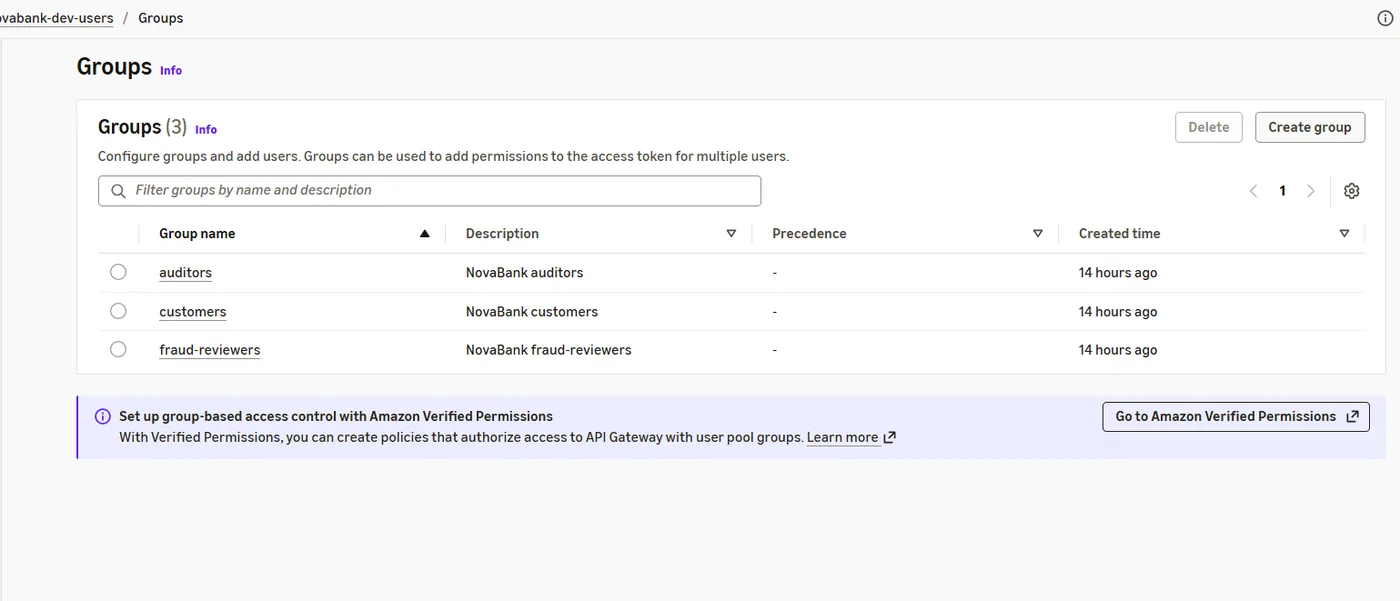 ovabank-dev-users / Groups
Groups Info
Groups (3) Info
Delete
Create group
Configure groups and add users. Groups can be used to add permissions to the access token for multiple users.
Filter groups by name and description
1
Group name Description Precedence Created time
auditors NovaBank auditors - 14 hours ago
customers NovaBank customers - 14 hours ago
fraud-reviewers NovaBank fraud-reviewers - 14 hours ago
Set up group-based access control with Amazon Verified Permissions
Go to Amazon Verified Permissions
With Verified Permissions, you can create policies that authorize access to API Gateway with user pool groups. Learn more